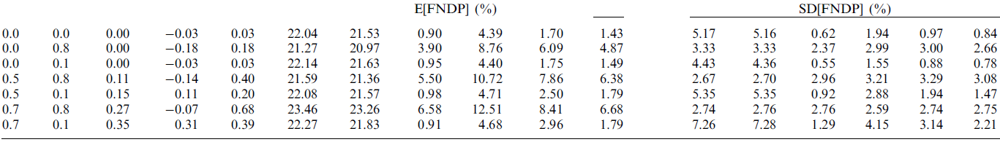 E[FNDP] (%) SD[FNDP] (%)
0.0 0.0 0.00 −0.03 0.03 22.04 21.53 0.90 4.39 1.70 1.43 5.17 5.16 0.62 1.94 0.97 0.84
0.0 0.8 0.00 −0.18 0.18 21.27 20.97 3.90 8.76 6.09 4.87 3.33 3.33 2.37 2.99 3.00 2.66
0.0 0.1 0.00 −0.03 0.03 22.14 21.63 0.95 4.40 1.75 1.49 4.43 4.36 0.55 1.55 0.88 0.78
0.5 0.8 0.11 −0.14 0.40 21.59 21.36 5.50 10.72 7.86 6.38 2.67 2.70 2.96 3.21 3.29 3.08
0.5 0.1 0.15 0.11 0.20 22.08 21.57 0.98 4.71 2.50 1.79 5.35 5.35 0.92 2.88 1.94 1.47
0.7 0.8 0.27 −0.07 0.68 23.46 23.26 6.58 12.51 8.41 6.68 2.74 2.76 2.76 2.59 2.74 2.75
0.7 0.1 0.35 0.31 0.39 22.27 21.83 0.91 4.68 2.96 1.79 7.26 7.28 1.29 4.15 3.14 2.21